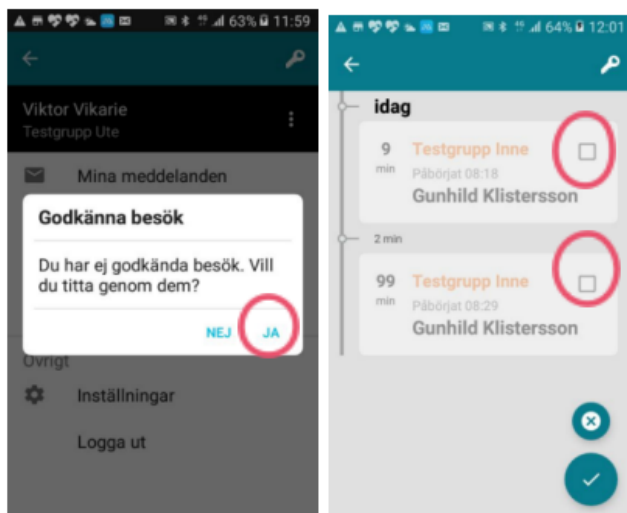 63% 11:59
Viktor Vikarie
Testgrupp Ute
Mina meddelanden
Godkänna besök
Du har ej godkända besök. Vill
du titta genom dem?
NEJ JA
Övrigt
Inställningar
Logga ut
64% 12:01
idag
9 Testgrupp Inne
min Påbörjat 08:18
Gunhild Klistersson
2 min
99 Testgrupp Inne
min Påbörjat 08:29
Gunhild Klistersson